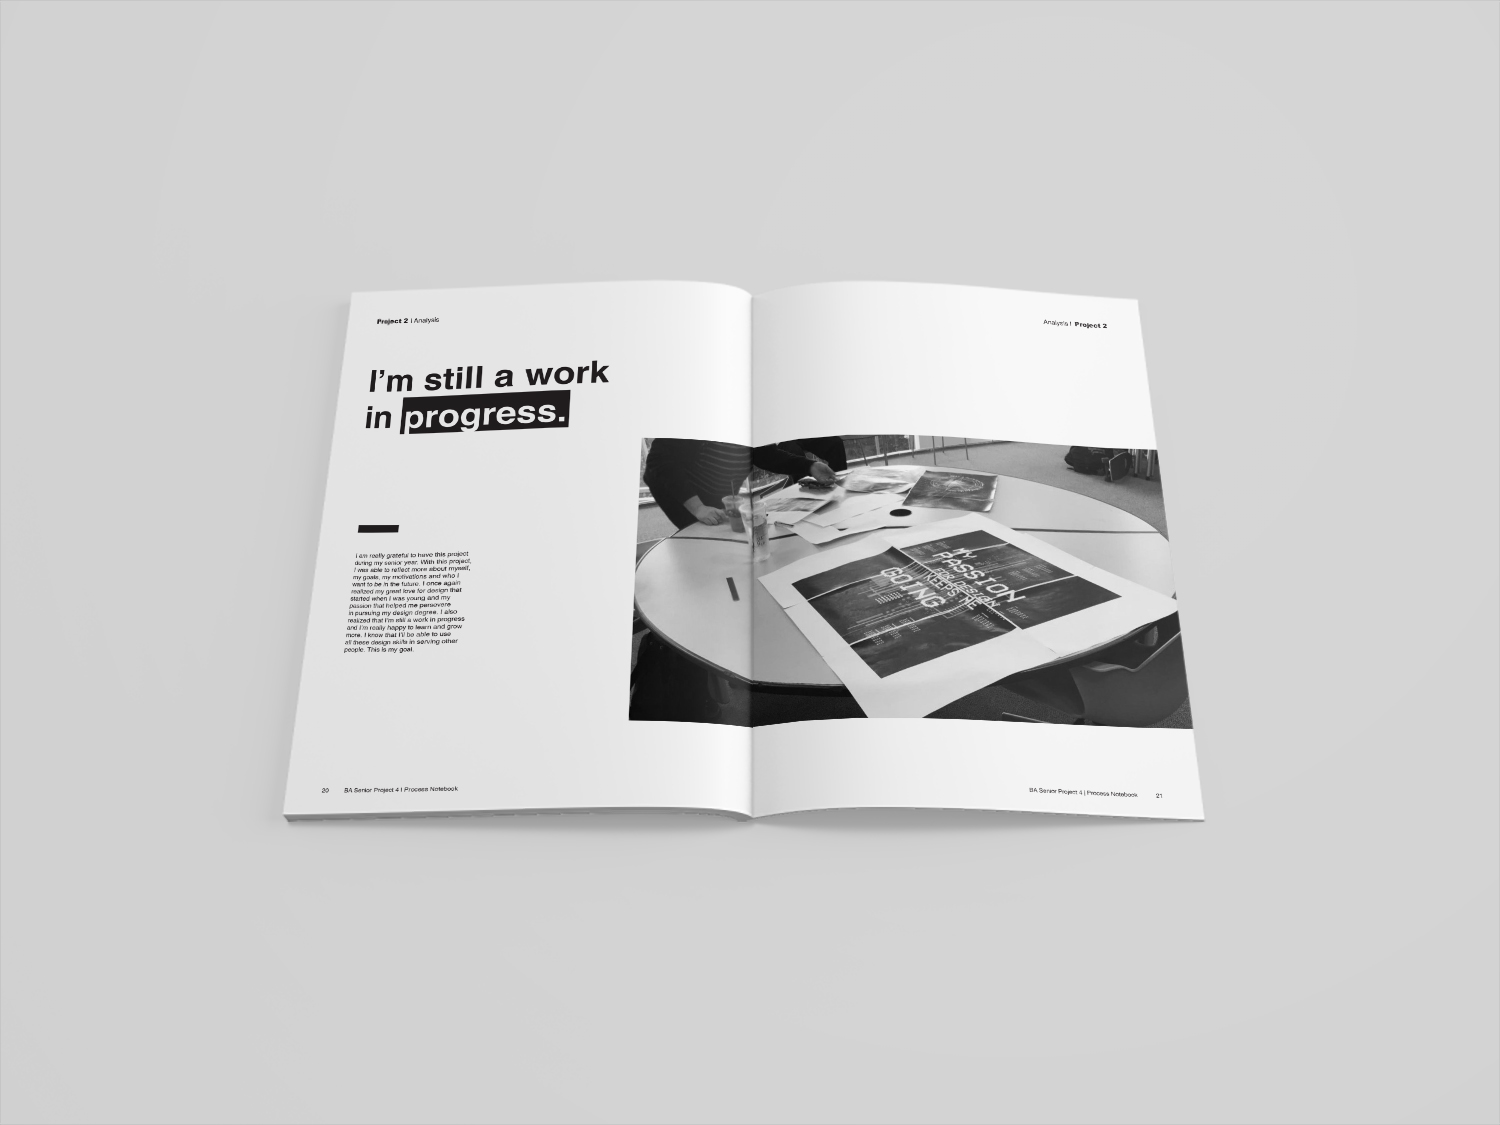 Project 2 | Analysis
I'm still a work
in progress.
I am really grateful to have this project
during my senior year. With this project,
I was able to reflect more about myself,
my goals, my motivations and who I
want to be in the future. I once again
realized my great love for design that
started when I was young and my
passion that helped me persevere
in pursuing my design degree. I also
realized that I'm still a work in progress
and I'm really happy to learn and grow
more. I know that I'll be able to use
all these design skills in serving other
people. This is my goal.
20 BA Senior Project 4 | Process Notebook
Analysis | Project 2
MY
PASSION
FOR DESIGN
KEEPS ME
GOING
BA Senior Project 4 | Process Notebook 21